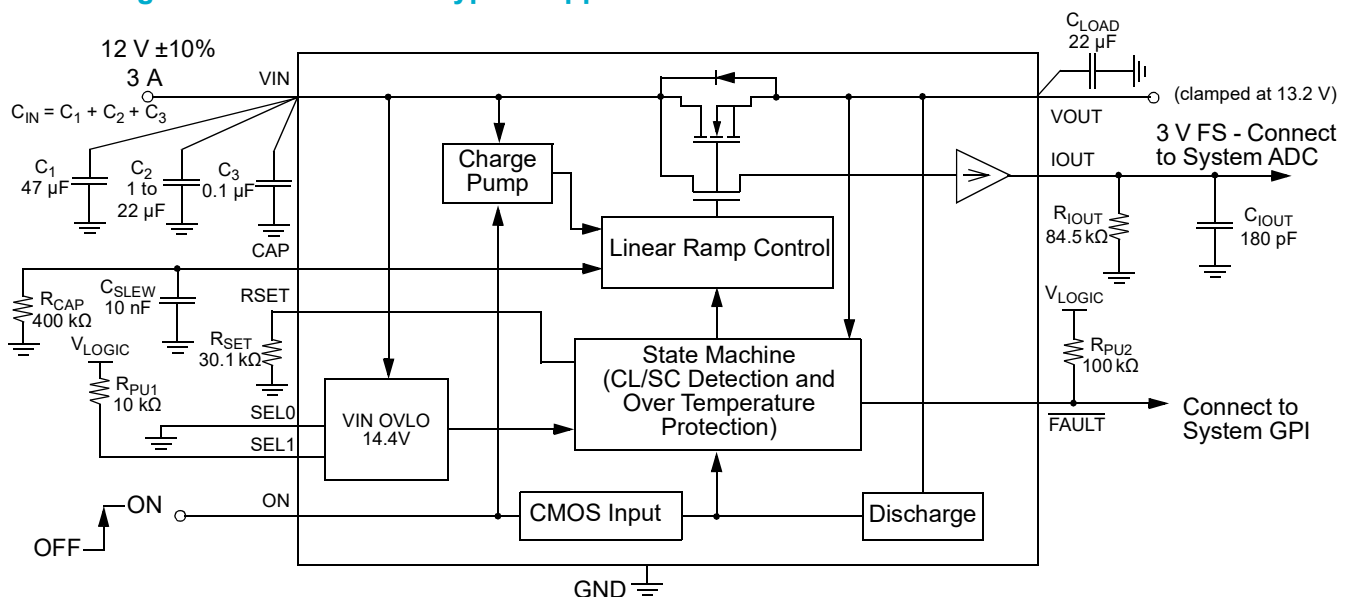 12 V ±10%
3 A
VIN
C_IN = C_1 + C_2 + C_3
C_1
47 µF
C_2
1 to
22 µF
C_3
0.1 µF
CAP
R_CAP
400 kΩ
C_SLEW
10 nF
RSET
R_SET
30.1 kΩ
V_LOGIC
R_PU1
10 kΩ
SEL0
SEL1
ON
ON
OFF
Charge
Pump
Linear Ramp Control
State Machine
(CL/SC Detection and
Over Temperature
Protection)
VIN OVLO
14.4V
CMOS Input
Discharge
GND
C_LOAD
22 µF
VOUT
(clamped at 13.2 V)
3 V FS - Connect
to System ADC
IOUT
R_IOUT
84.5 kΩ
C_IOUT
180 pF
V_LOGIC
R_PU2
100 kΩ
FAULT
Connect to
System GPI